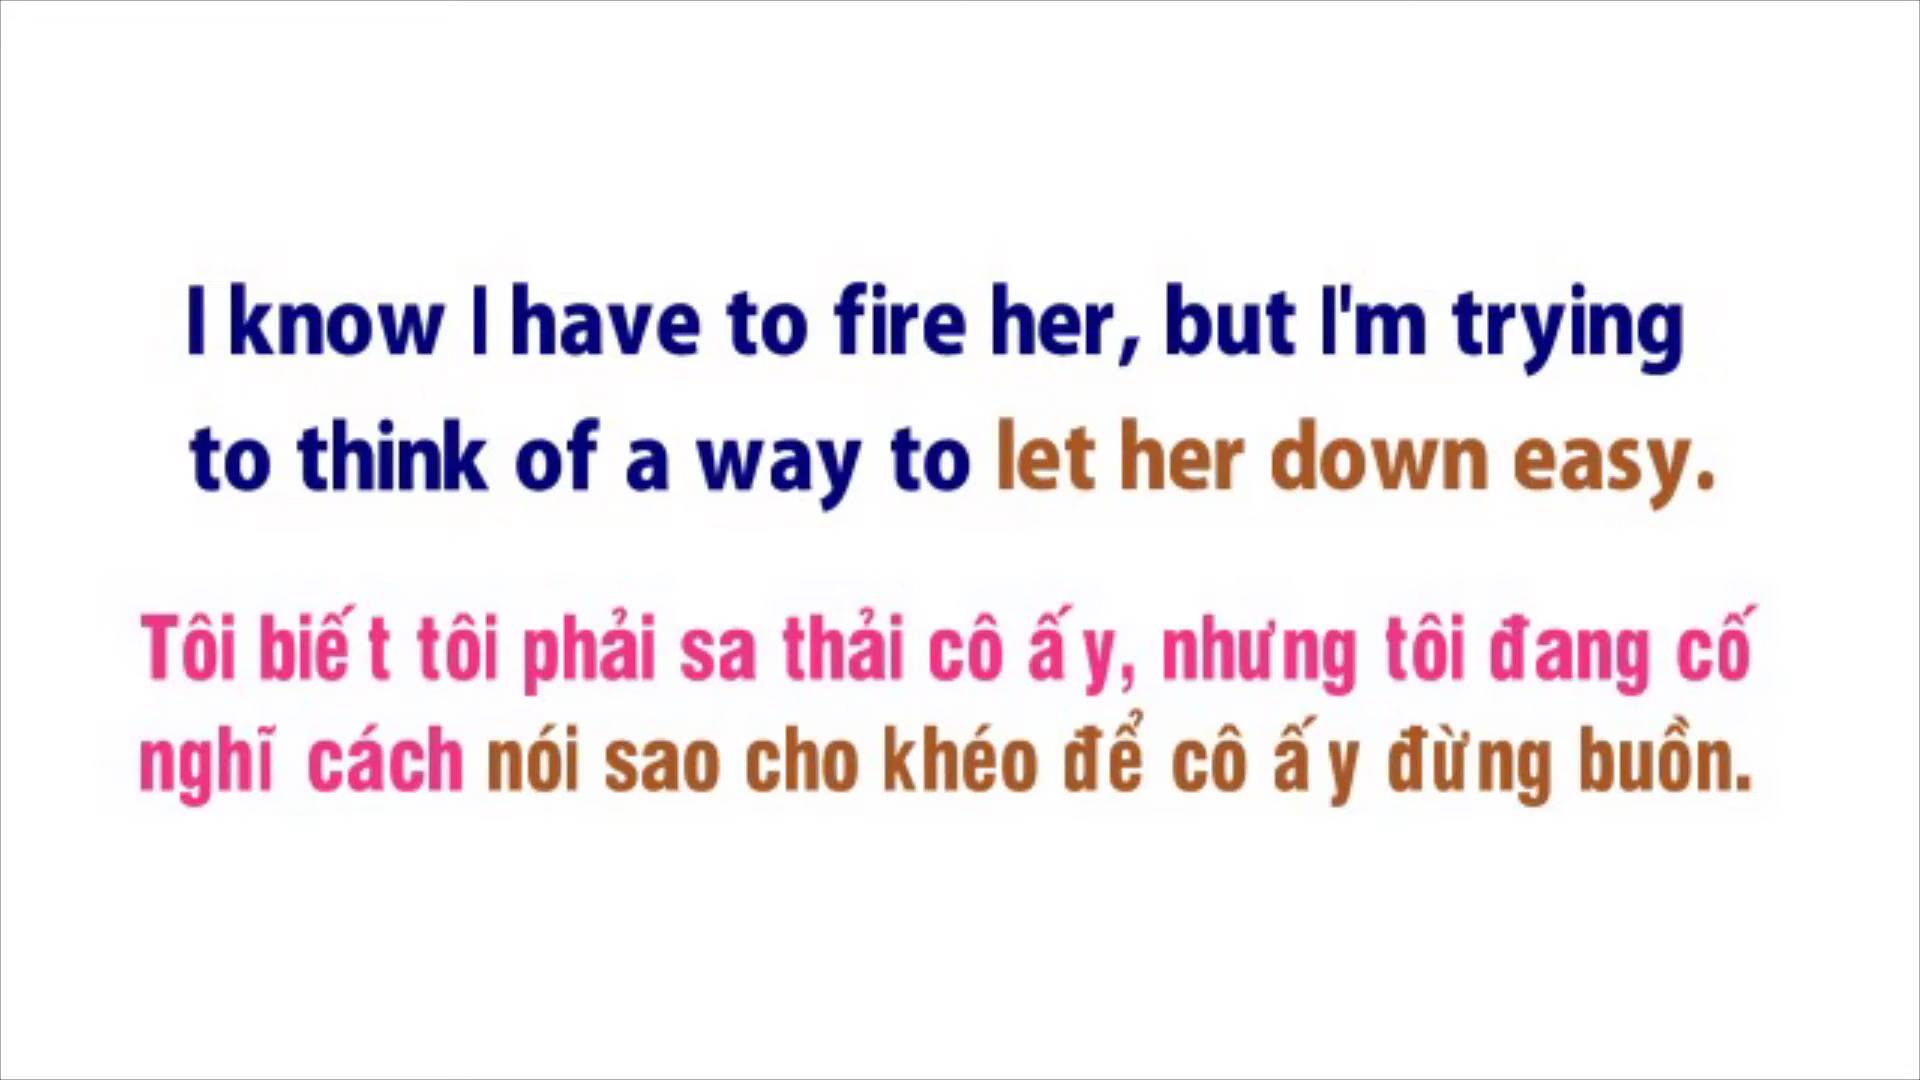 I know I have to fire her, but I'm trying
to think of a way to let her down easy.
Tôi biết tôi phải sa thải cô ấy, nhưng tôi đang cố
nghĩ cách nói sao cho khéo để cô ấy đừng buồn.